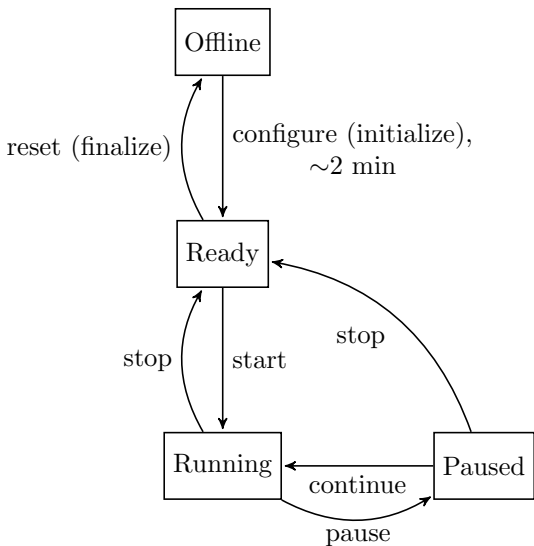 Offline
reset (finalize)
configure (initialize),
∼2 min
Ready
stop
start
stop
Running
continue
Paused
pause